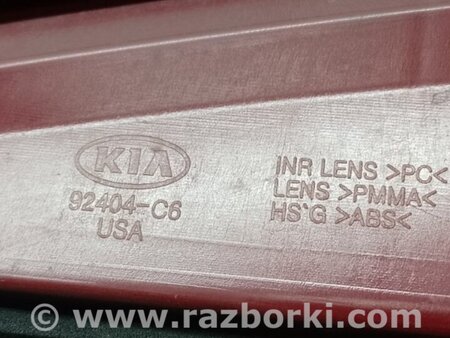 KIA
92404-C6
USA
INR LENS >PC<
LENS >PMMA<
HS'G >ABS<
© www.razborki.com